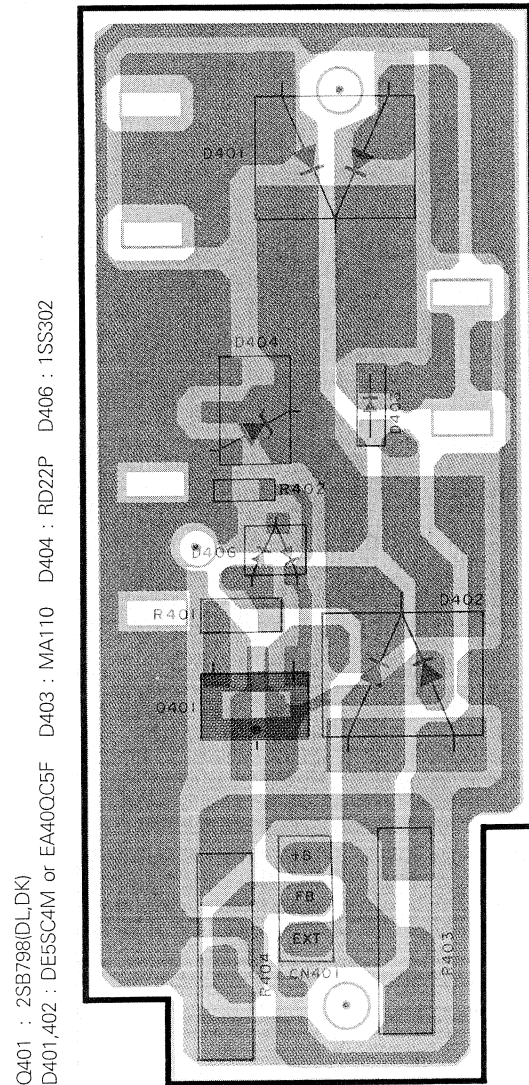 Q401 : 2SB798(DL,DK)
D401,402 : DE5SC4M or EA40QC5F D403 : MA110 D404 : RD22P D406 : 1SS302
D401
D404
D403
R402
D406
R401
D402
Q401
+B
FB
EXT
CN401
R404
R403